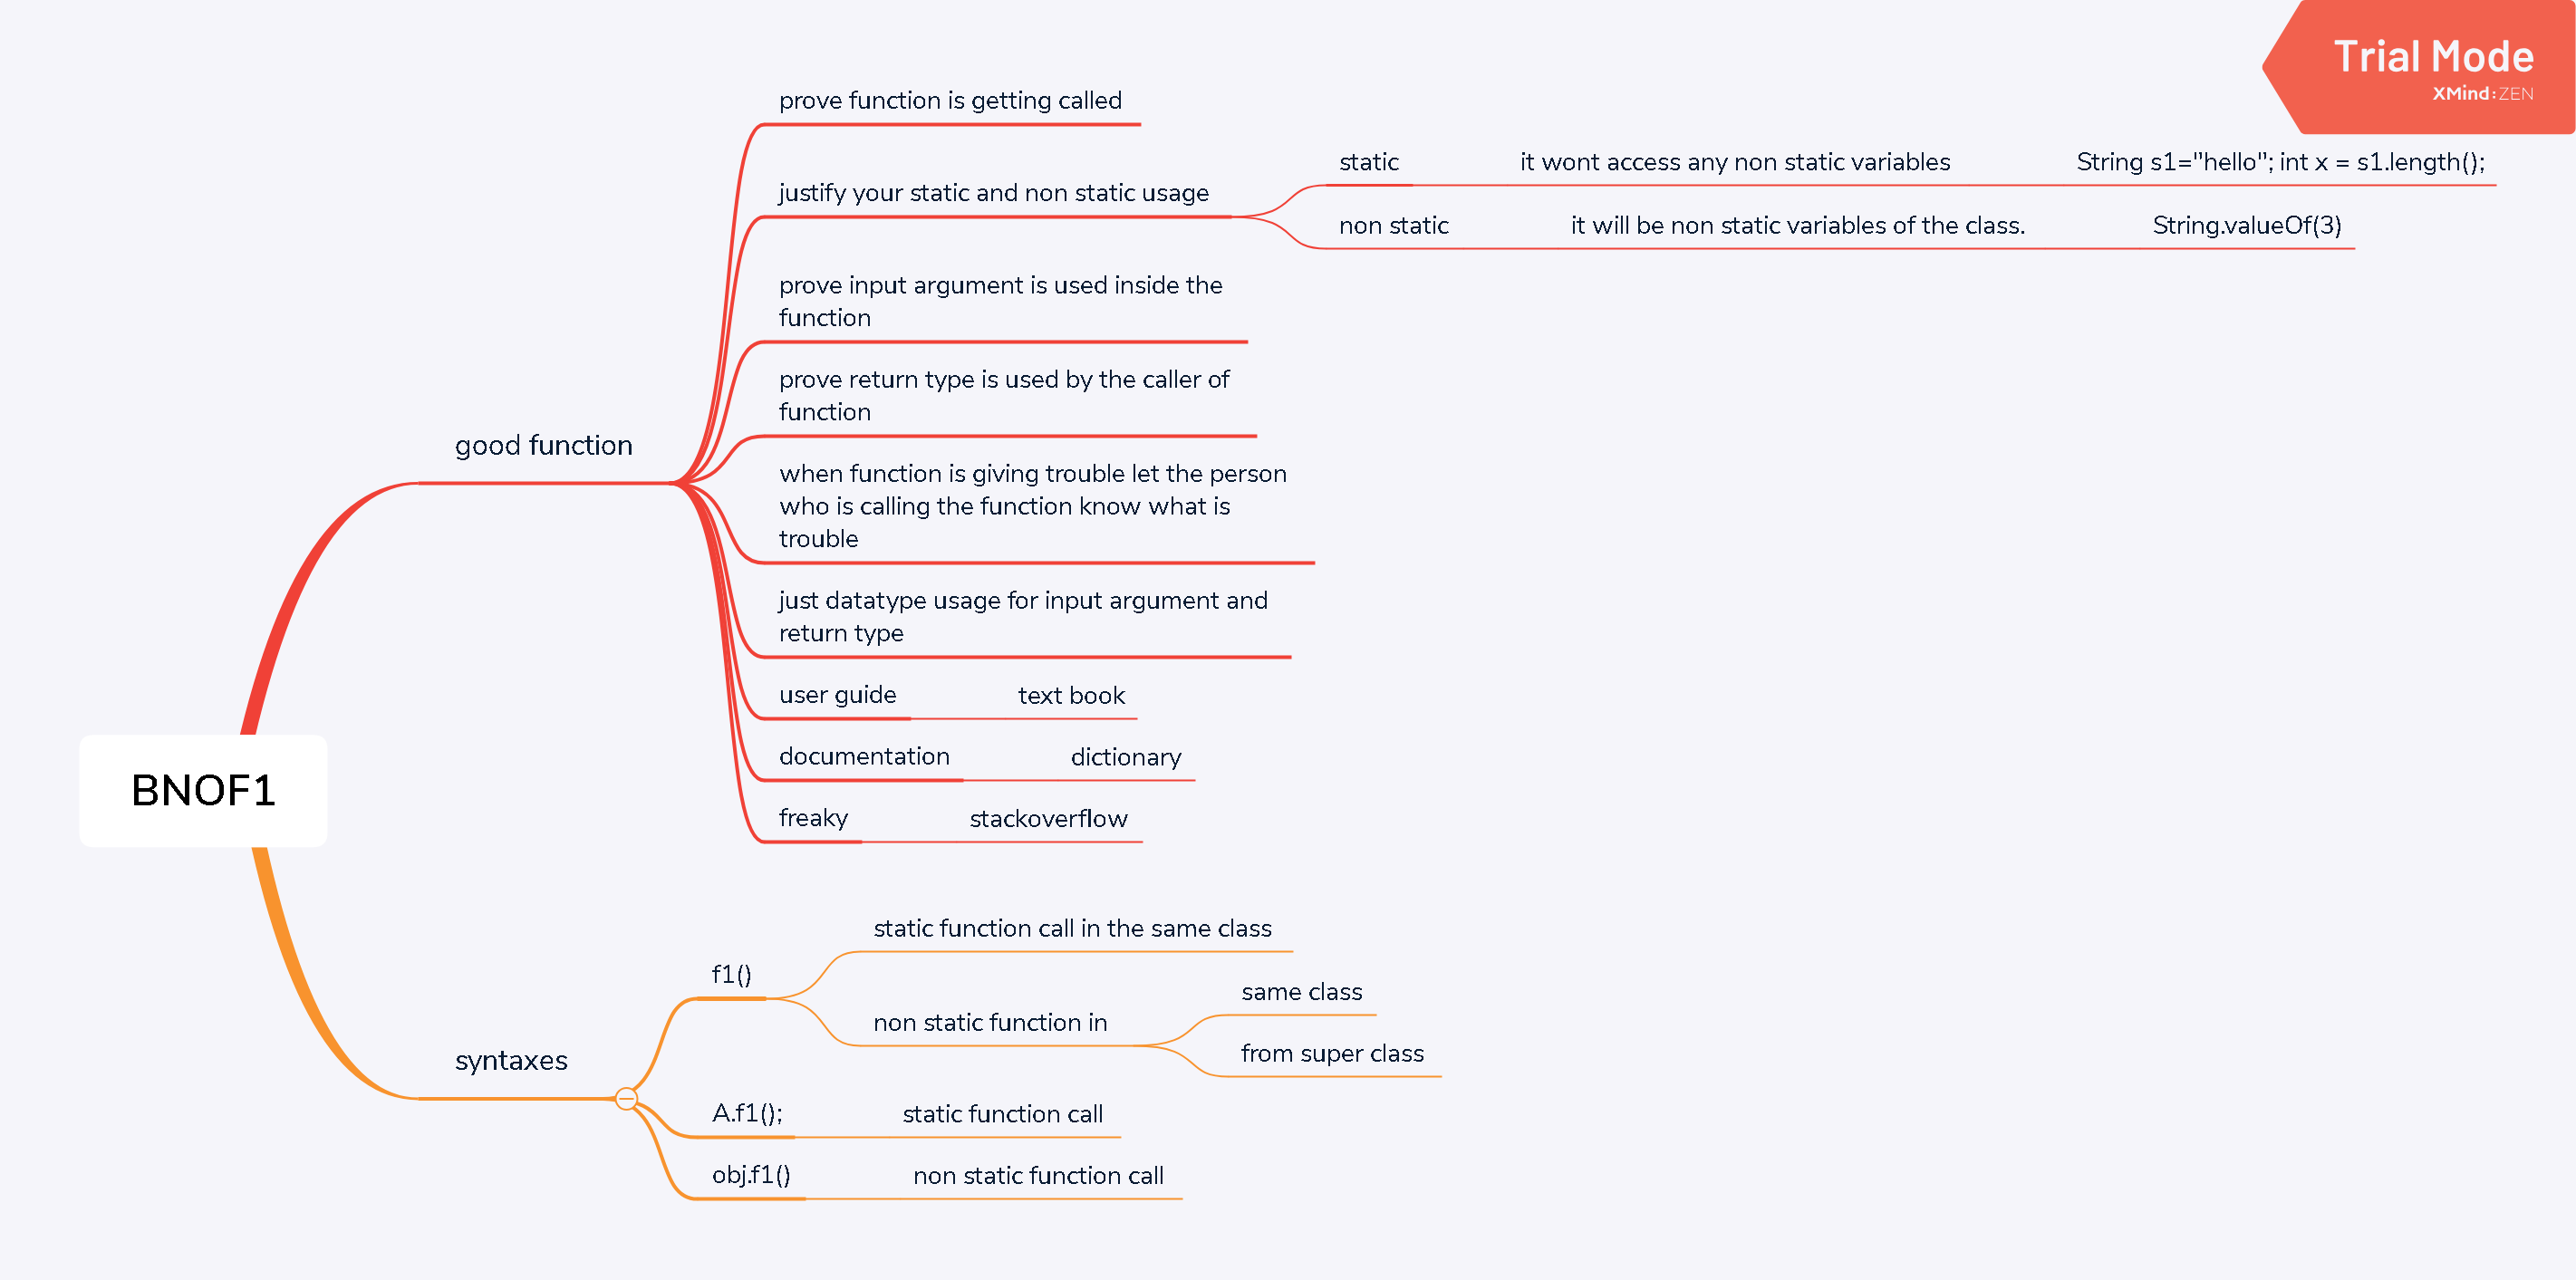 Trial Mode
XMind:ZEN
prove function is getting called
justify your static and non static usage
static
it wont access any non static variables
String s1="hello"; int x = s1.length();
non static
it will be non static variables of the class.
String.valueOf(3)
prove input argument is used inside the
function
prove return type is used by the caller of
function
good function
when function is giving trouble let the person
who is calling the function know what is
trouble
just datatype usage for input argument and
return type
user guide
text book
documentation
dictionary
freaky
stackoverflow
BNOF1
syntaxes
f1()
static function call in the same class
non static function in
same class
from super class
A.f1();
static function call
obj.f1()
non static function call